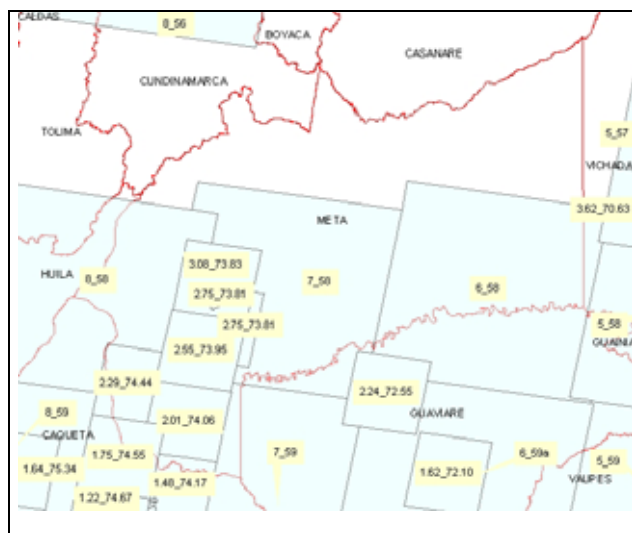 CALDAS
8_56
BOYACA
CASANARE
CUNDINAMARCA
TOLIMA
5_57
VICHADA
3.62_70.63
META
3.08_73.83
HUILA
8_58
7_58
6_58
2.75_73.81
2.75_73.81
5_58
GUAINIA
2.55_73.95
2.29_74.44
2.24_72.55
8_59
2.01_74.06
GUAVIARE
CAQUETA
1.64_75.34
1.75_74.55
7_59
6_59a
5_59
1.62_72.10
VAUPES
1.48_74.17
1.22_74.67